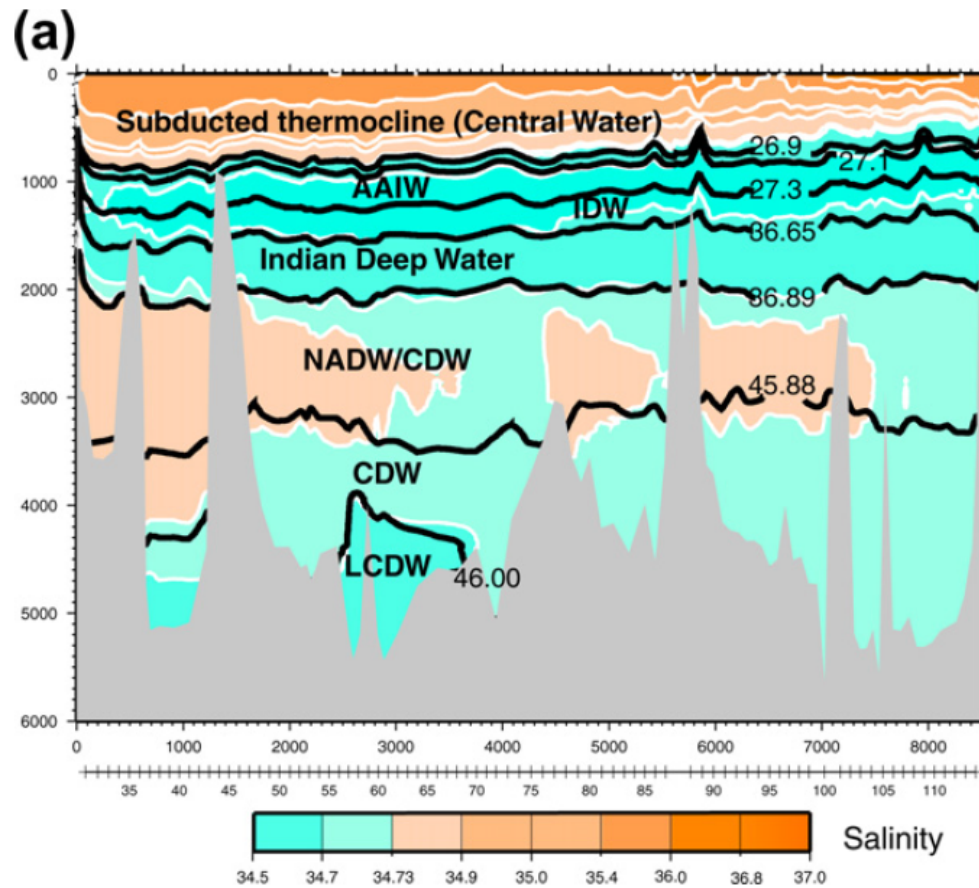 (a)
0
Subducted thermocline (Central Water)
26.9
27.1
1000
AAIW
27.3
IDW
36.65
Indian Deep Water
2000
36.89
NADW/CDW
45.88
3000
CDW
4000
LCDW
46.00
5000
6000
0 1000 2000 3000 4000 5000 6000 7000 8000
35 40 45 50 55 60 65 70 75 80 85 90 95 100 105 110
Salinity
34.5 34.7 34.73 34.9 35.0 35.4 36.0 36.8 37.0